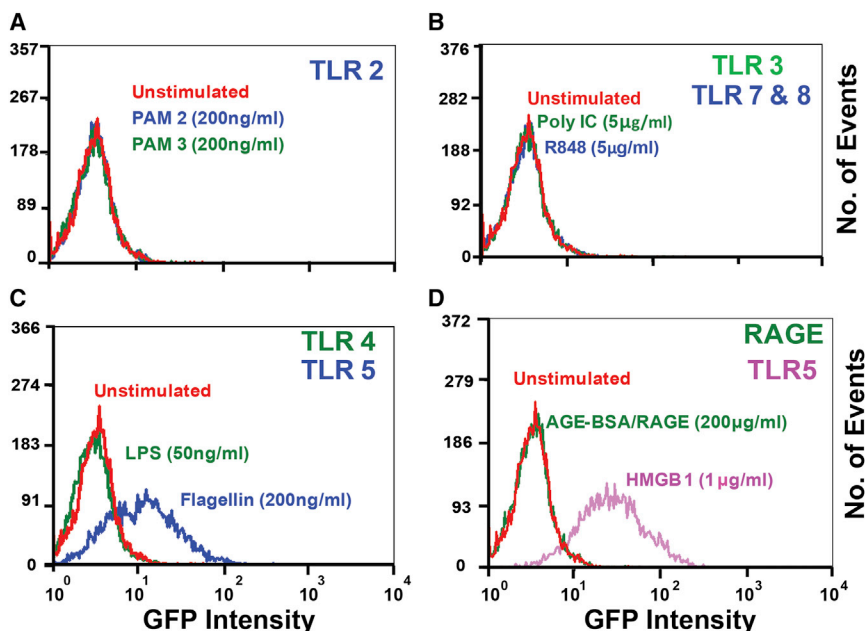 A
357
267
178
89
0
TLR 2
Unstimulated
PAM 2 (200ng/ml)
PAM 3 (200ng/ml)
B
376
282
188
92
0
TLR 3
TLR 7 & 8
Unstimulated
Poly IC (5µg/ml)
R848 (5µg/ml)
No. of Events
C
366
274
183
91
0
TLR 4
TLR 5
Unstimulated
LPS (50ng/ml)
Flagellin (200ng/ml)
10^0 10^1 10^2 10^3 10^4
GFP Intensity
D
372
279
186
93
0
RAGE
TLR5
Unstimulated
AGE-BSA/RAGE (200µg/ml)
HMGB1 (1µg/ml)
10^0 10^1 10^2 10^3 10^4
GFP Intensity
No. of Events